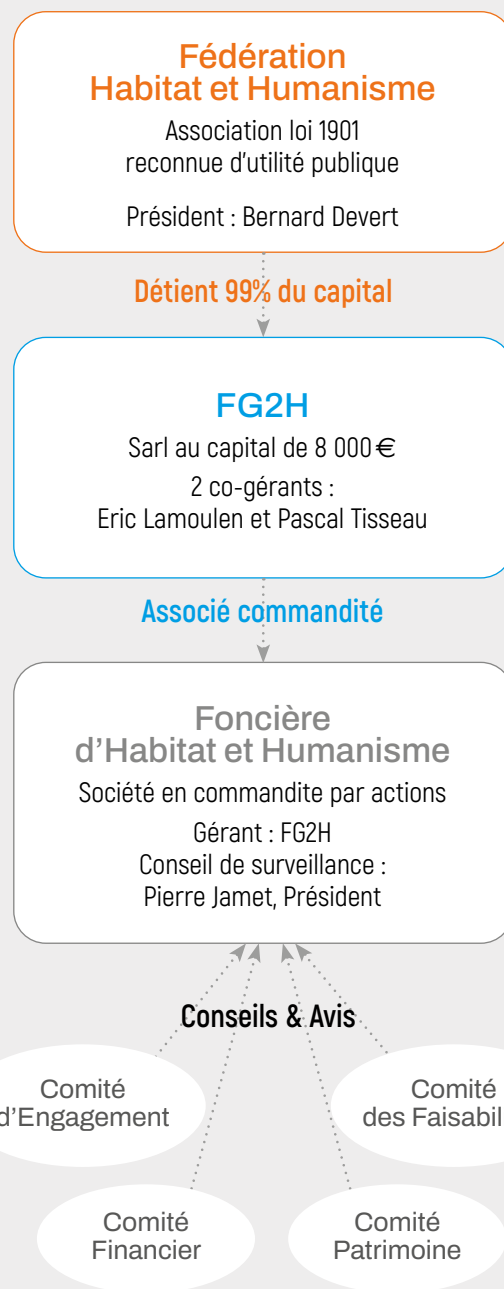 Fédération
Habitat et Humanisme
Association loi 1901
reconnue d'utilité publique
Président : Bernard Devert
Détient 99% du capital
FG2H
Sarl au capital de 8 000 €
2 co-gérants :
Eric Lamoulen et Pascal Tisseau
Associé commandité
Foncière
d'Habitat et Humanisme
Société en commandite par actions
Gérant : FG2H
Conseil de surveillance :
Pierre Jamet, Président
Conseils & Avis
Comité
d'Engagement
Comité
des Faisabil
Comité
Financier
Comité
Patrimoine